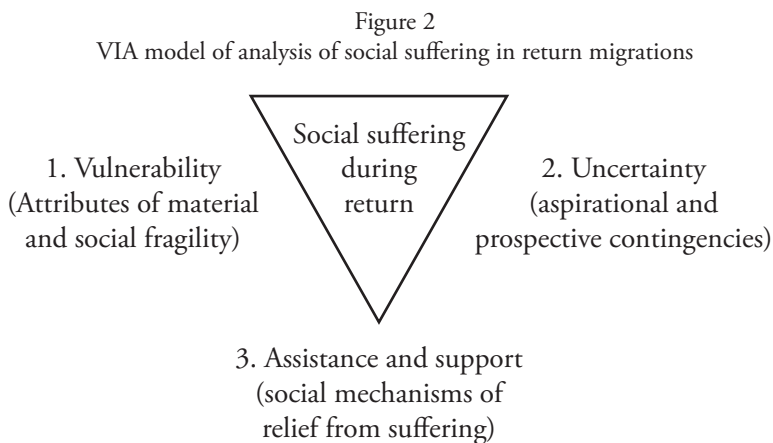 Figure 2
VIA model of analysis of social suffering in return migrations
Social suffering
during
return
1. Vulnerability
(Attributes of material
and social fragility)
2. Uncertainty
(aspirational and
prospective contingencies)
3. Assistance and support
(social mechanisms of
relief from suffering)